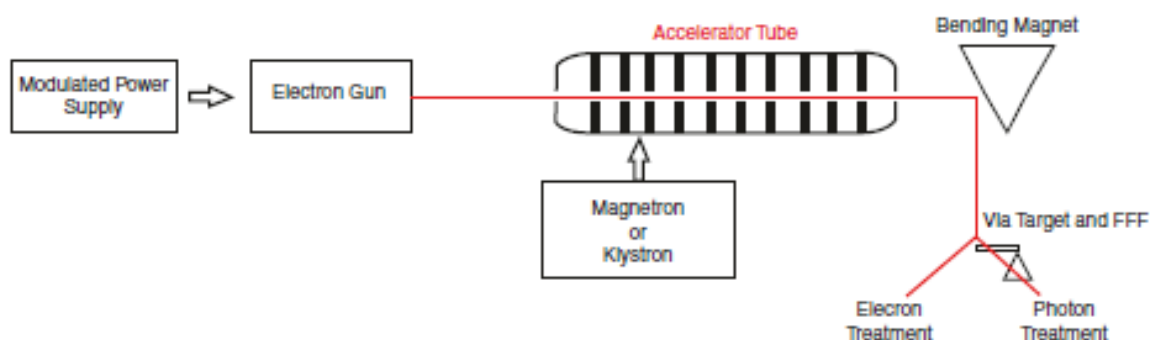 Accelerator Tube
Bending Magnet
Modulated Power
Supply
Electron Gun
Magnetron
or
Klystron
Via Target and FFF
Elecron
Treatment
Photon
Treatment